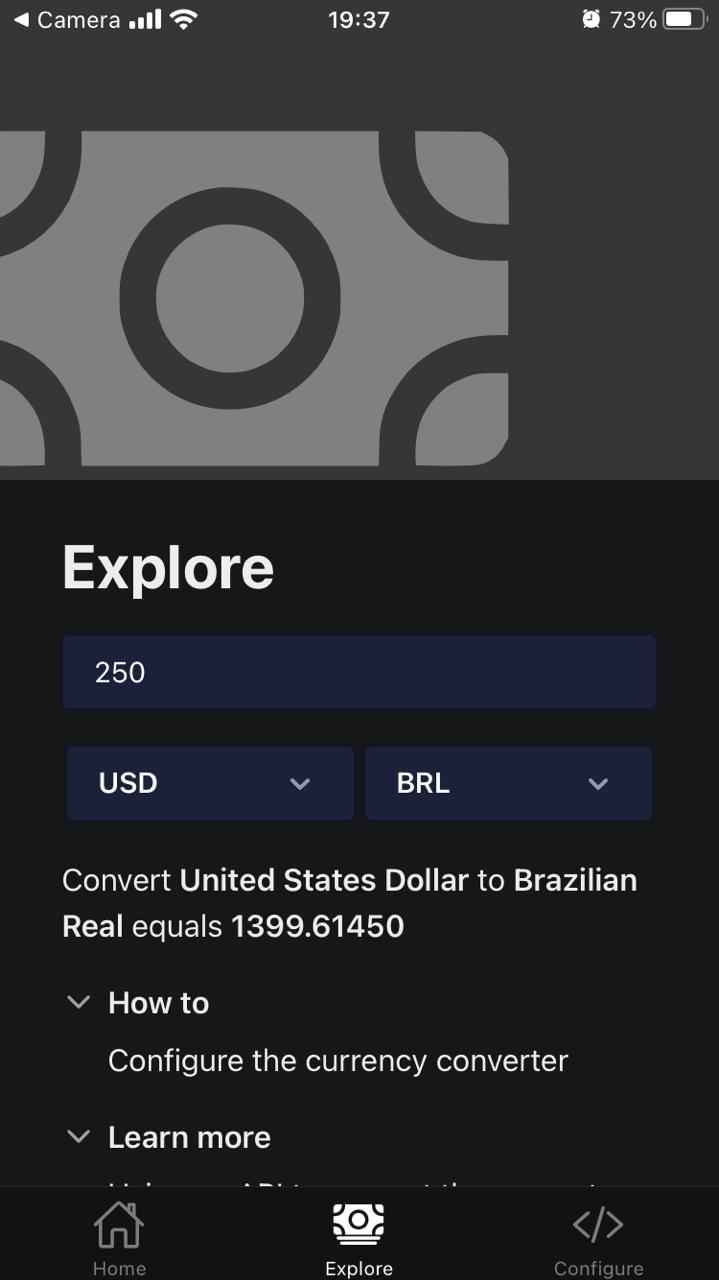 Camera
19:37
73%
Explore
250
USD
BRL
Convert United States Dollar to Brazilian
Real equals 1399.61450
How to
Configure the currency converter
Learn more
Home
Explore
Configure